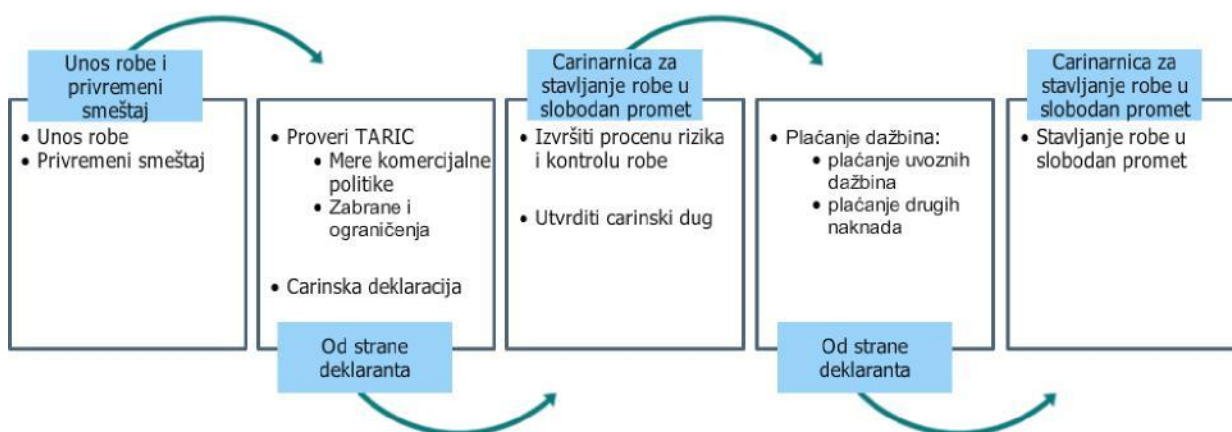 Unos robe i
privremeni
smeštaj
• Unos robe
• Privremeni smeštaj
• Proveri TARIC
• Mere komercijalne
politike
• Zabrane i
ograničenja
• Carinska deklaracija
Od strane
deklaranta
Carinarnica za
stavljanje robe u
slobodan promet
• Izvršiti procenu rizika
i kontrolu robe
• Utvrditi carinski dug
• Plaćanje dažbina:
• plaćanje uvoznih
dažbina
• plaćanje drugih
naknada
Od strane
deklaranta
Carinarnica za
stavljanje robe u
slobodan promet
• Stavljanje robe u
slobodan promet